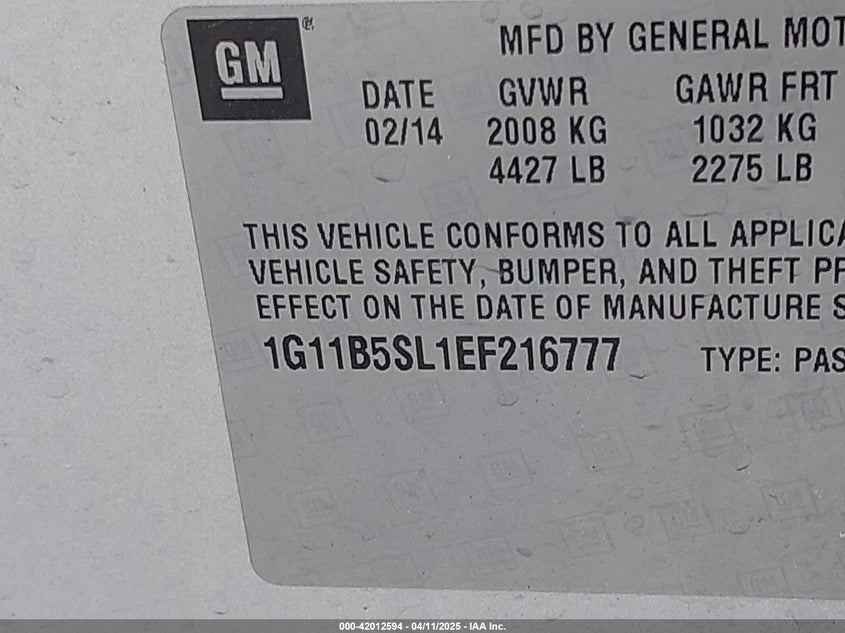 GM
MFD BY GENERAL MOT
DATE GVWR GAWR FRT
02/14 2008 KG 1032 KG
4427 LB 2275 LB
THIS VEHICLE CONFORMS TO ALL APPLICA
VEHICLE SAFETY, BUMPER, AND THEFT PR
EFFECT ON THE DATE OF MANUFACTURE S
1G11B5SL1EF216777 TYPE: PAS
000-42012594 - 04/11/2025 - IAA Inc.